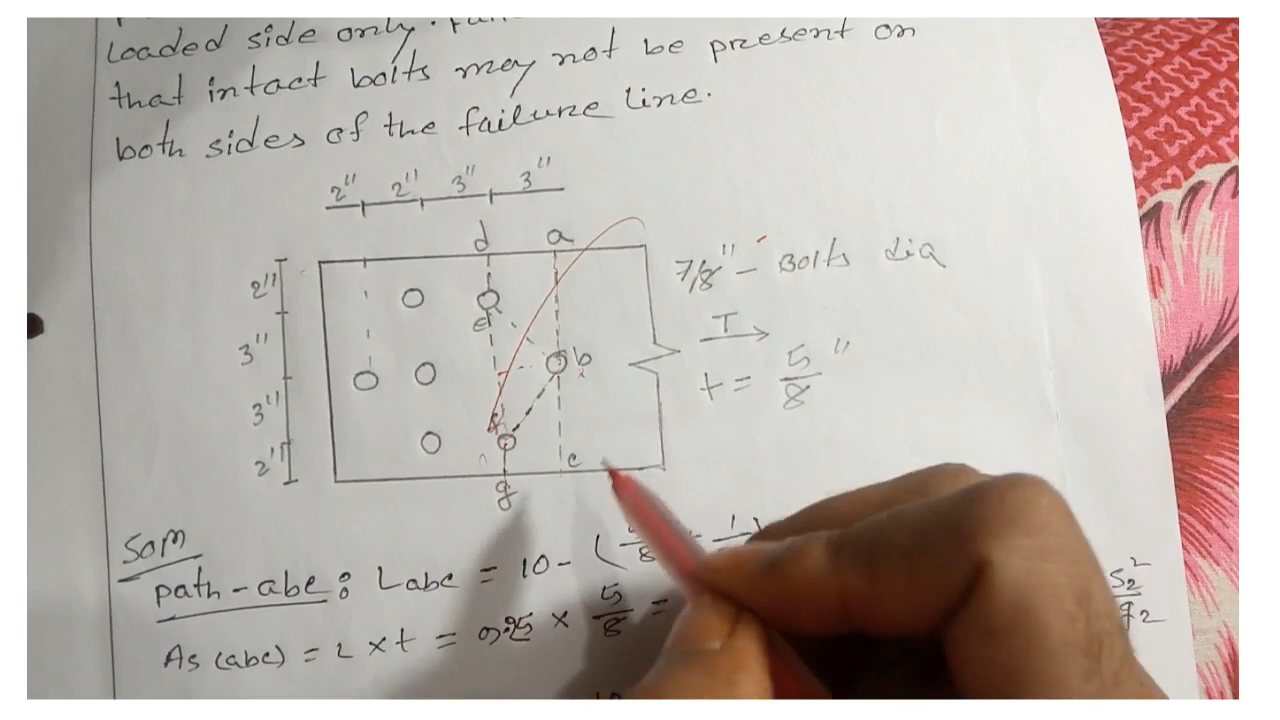 Loaded side only.
that intact bolts may not be present on
both sides of the failure line.
2" 2" 3" 3"
d a
2"
3"
3"
2"
e
b
c
g
7/8" - Bolts dia
T
t = 5/8 "
Som
path - abc : Labc = 10 - (
As (abc) = L x t = 9.25 x 5/8 =